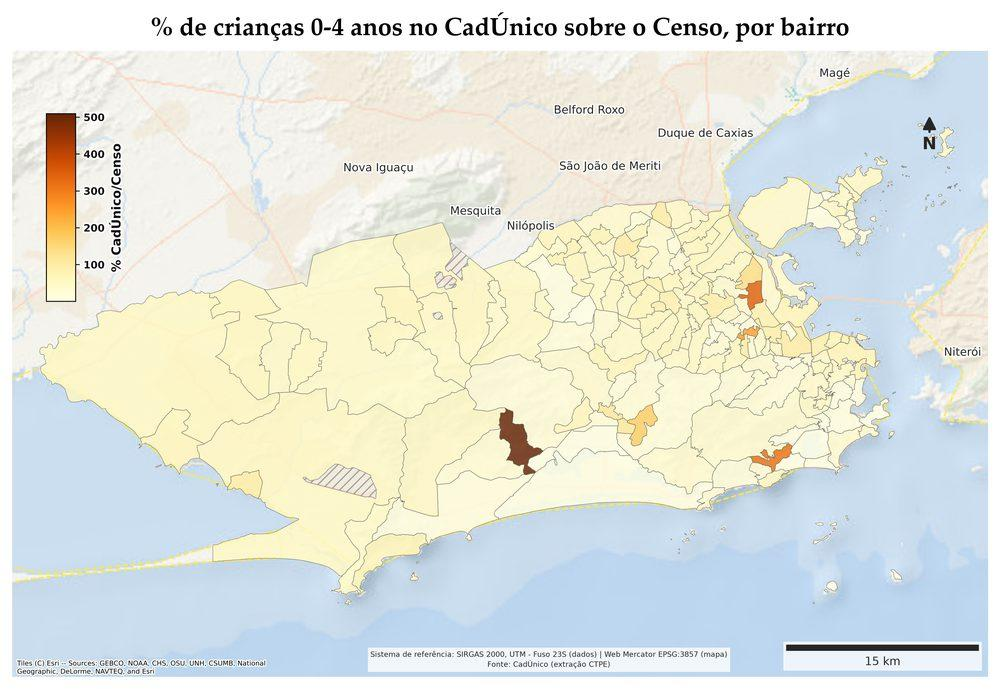 % de crianças 0-4 anos no CadÚnico sobre o Censo, por bairro
Magé
Belford Roxo
Duque de Caxias
São João de Meriti
Nova Iguaçu
Mesquita
Nilópolis
Niterói
N
500
400
300
200
100
% CadÚnico/Censo
Tiles (C) Esri -- Sources: GEBCO, NOAA, CHS, OSU, UNH, CSUMB, National
Geographic, DeLorme, NAVTEQ, and Esri
Sistema de referência: SIRGAS 2000, UTM - Fuso 23S (dados) | Web Mercator EPSG:3857 (mapa)
Fonte: CadÚnico (extração CTPE)
15 km